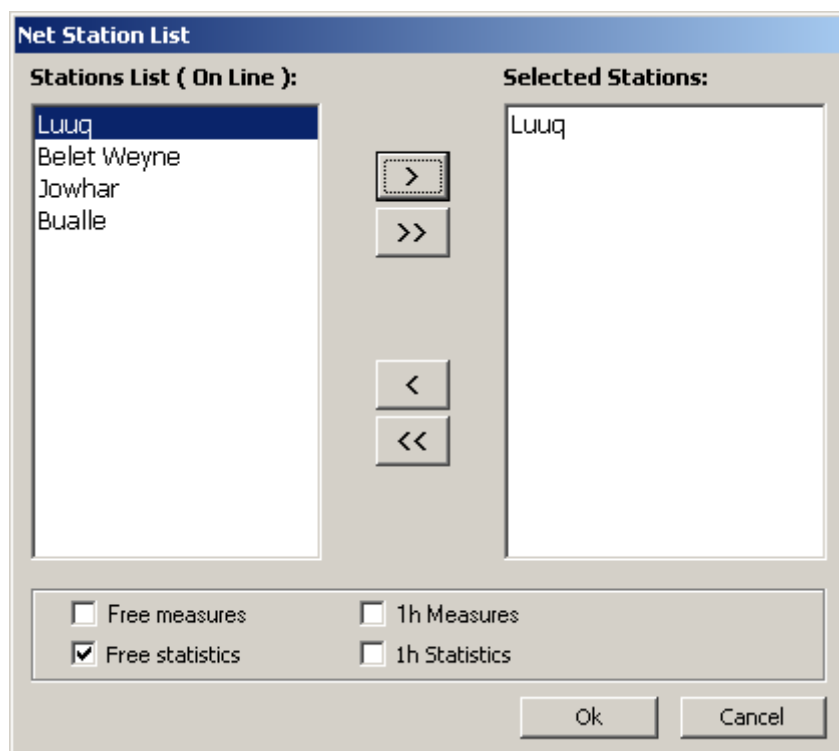 Net Station List
Stations List ( On Line ):
Selected Stations:
Luuq
Belet Weyne
Jowhar
Bualle
>
>>
<
<<
Luuq
Free measures
1h Measures
Free statistics
1h Statistics
Ok
Cancel